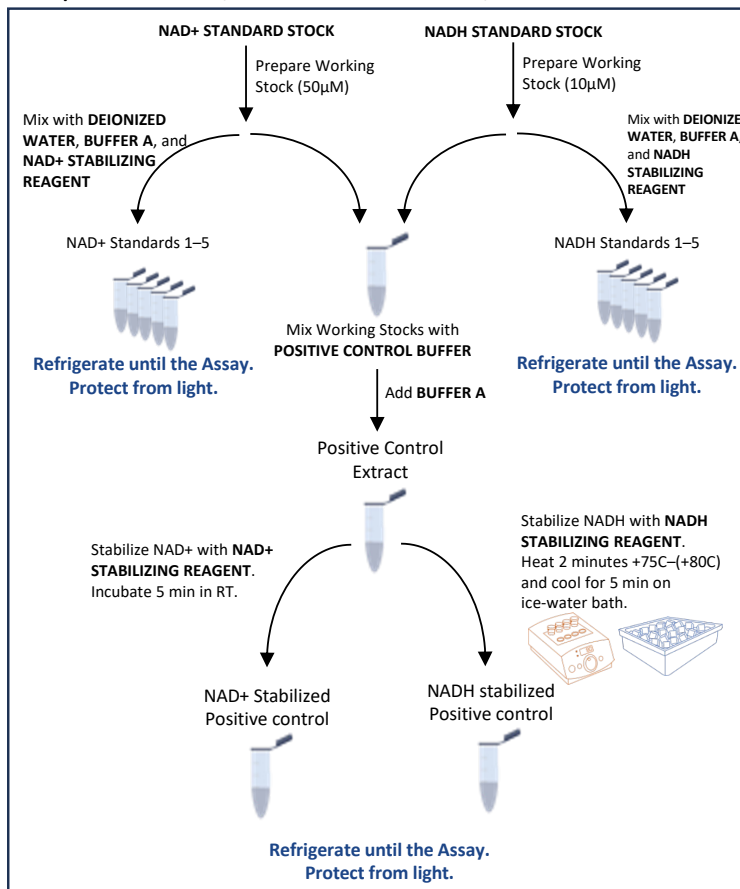 NAD+ STANDARD STOCK
NADH STANDARD STOCK
Prepare Working
Stock (50µM)
Prepare Working
Stock (10µM)
Mix with DEIONIZED
WATER, BUFFER A, and
NAD+ STABILIZING
REAGENT
Mix with DEIONIZE
WATER, BUFFER A,
and NADH
STABILIZING
REAGENT
NAD+ Standards 1–5
NADH Standards 1–5
Mix Working Stocks with
POSITIVE CONTROL BUFFER
Refrigerate until the Assay.
Protect from light.
Refrigerate until the Assay.
Protect from light.
Add BUFFER A
Positive Control
Extract
Stabilize NAD+ with NAD+
STABILIZING REAGENT.
Incubate 5 min in RT.
Stabilize NADH with NADH
STABILIZING REAGENT.
Heat 2 minutes +75C–(+80C)
and cool for 5 min on
ice-water bath.
NAD+ Stabilized
Positive control
NADH stabilized
Positive control
Refrigerate until the Assay.
Protect from light.